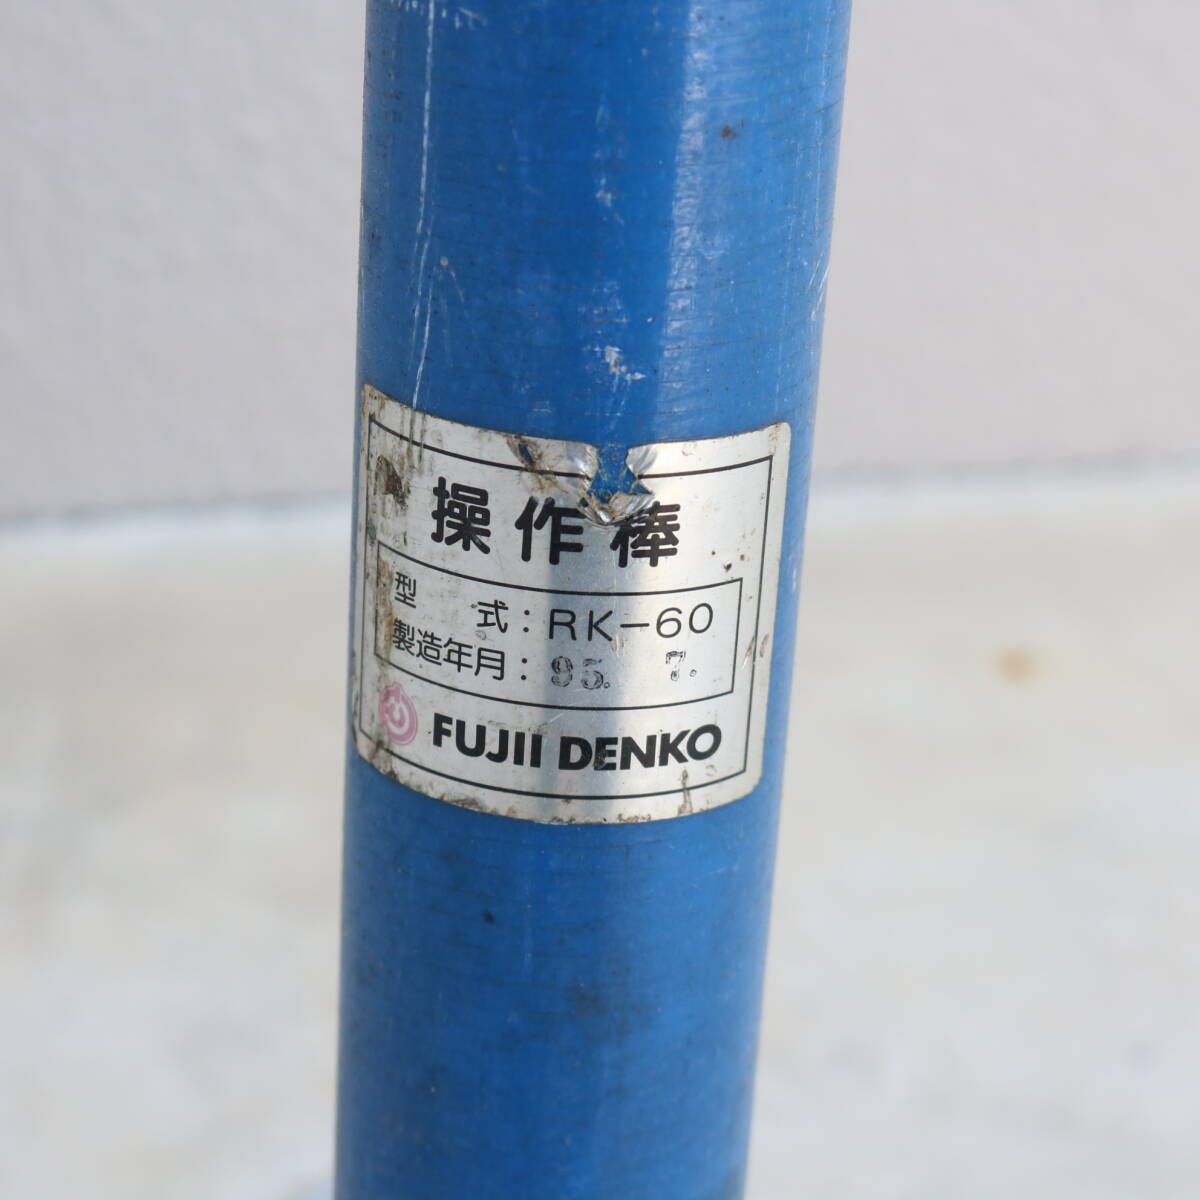 操作棒
型 式：RK-60
製造年月：95. 7.
FUJII DENKO